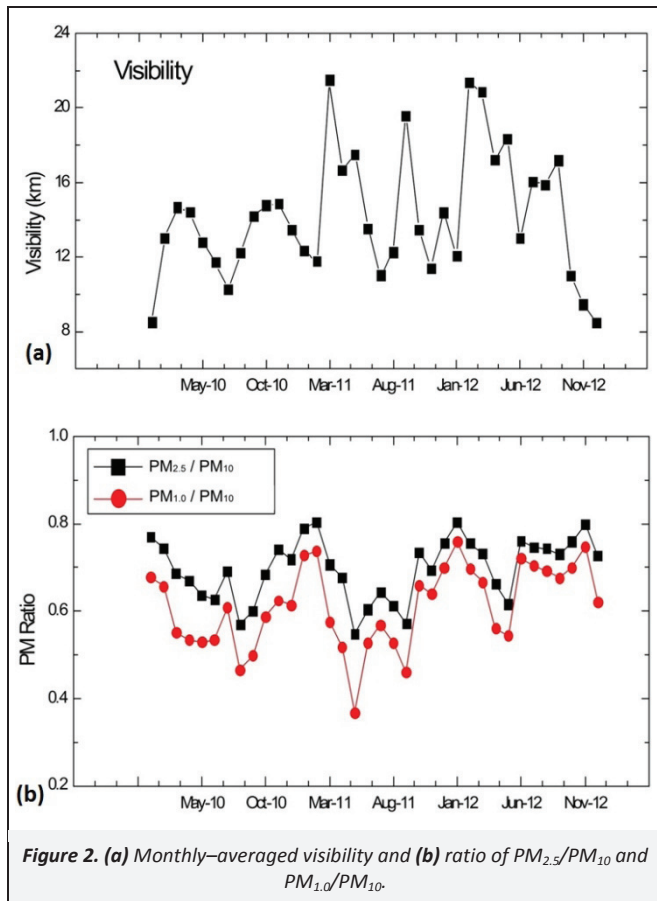 24
Visibility
20
16
12
8
Visibility (km)
(a)
May-10 Oct-10 Mar-11 Aug-11 Jan-12 Jun-12 Nov-12
1.0
PM2.5 / PM10
PM1.0 / PM10
0.8
0.6
0.4
0.2
PM Ratio
(b)
May-10 Oct-10 Mar-11 Aug-11 Jan-12 Jun-12 Nov-12
Figure 2. (a) Monthly–averaged visibility and (b) ratio of PM2.5/PM10 and
PM1.0/PM10.